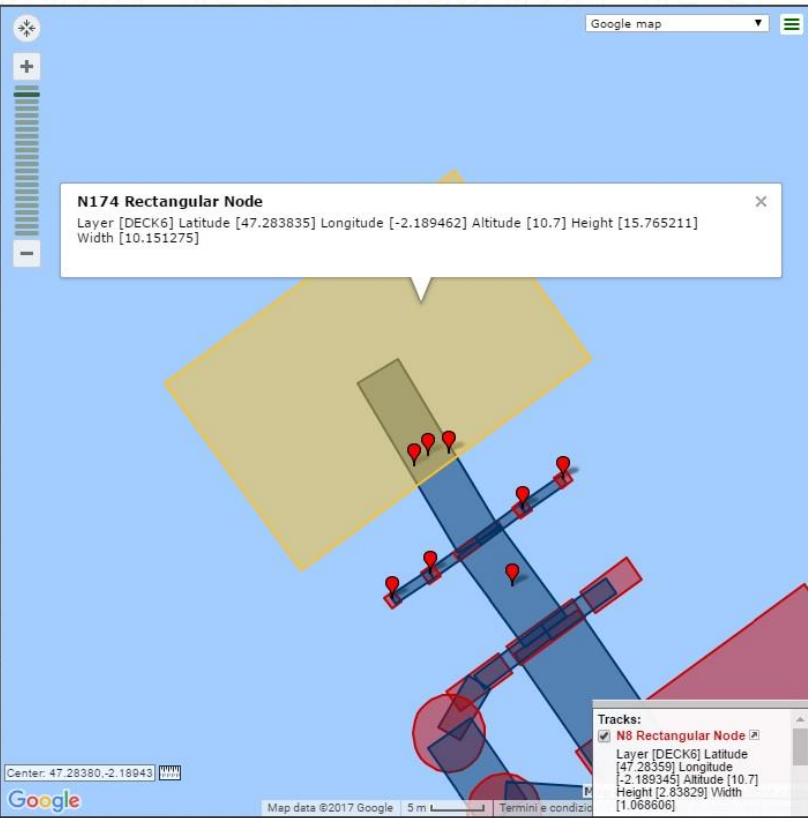 Google map
N174 Rectangular Node
Layer [DECK6] Latitude [47.283835] Longitude [-2.189462] Altitude [10.7] Height [15.765211]
Width [10.151275]
Tracks:
N8 Rectangular Node
Layer [DECK6] Latitude
[47.28359] Longitude
[-2.189345] Altitude [10.7]
Height [2.83829] Width
[1.068606]
Center: 47.28380,-2.18943
Google
Map data ©2017 Google
5 m
Termini e condizio